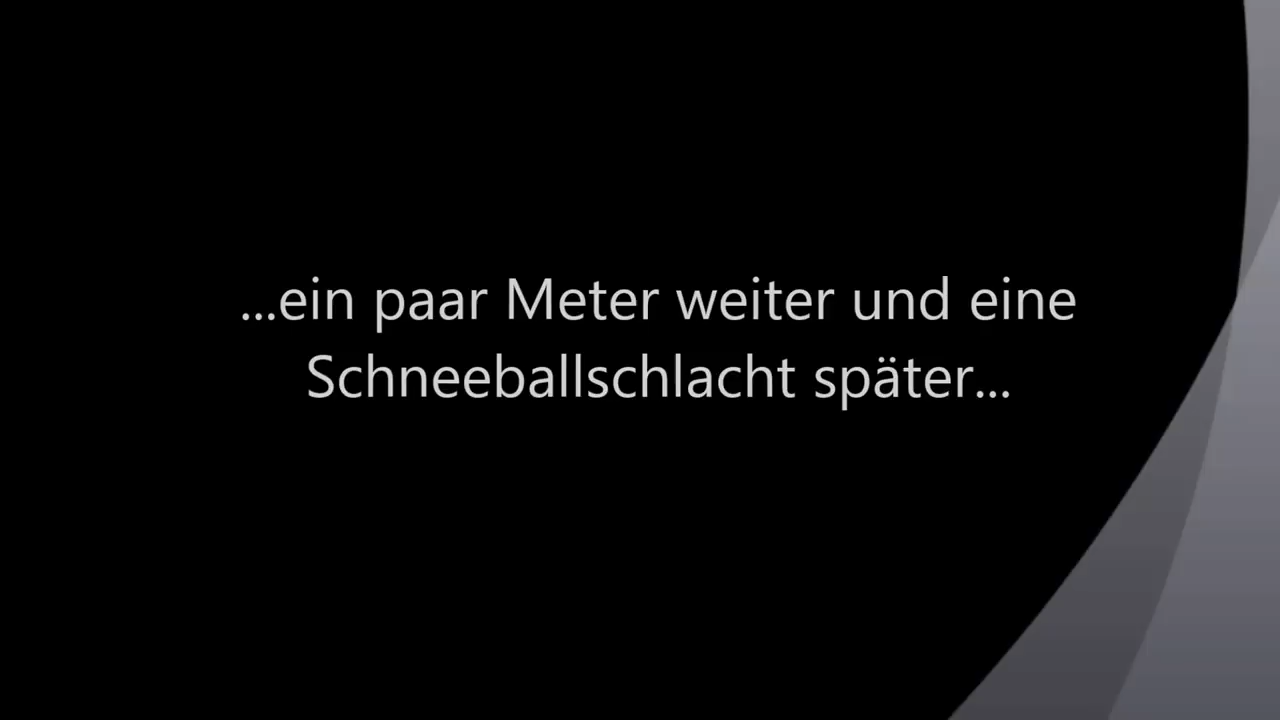 ...ein paar Meter weiter und eine
Schneeballschlacht später...